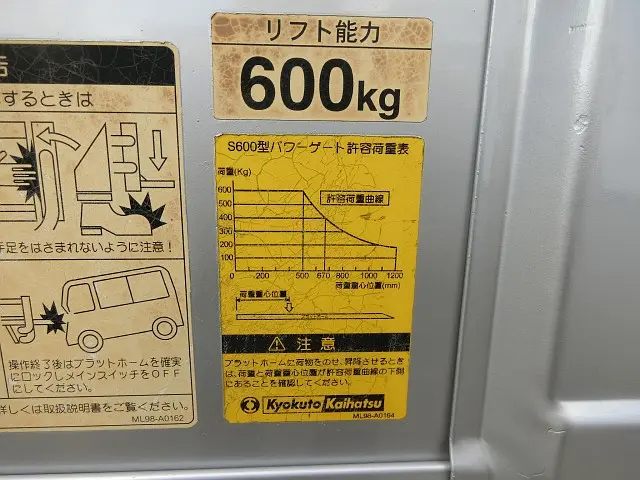 告
するときは
手足をはさまれないように注意！
操作終了後はプラットホームを確実
にロックしメインスイッチをOFF
にしてください。
詳しくは取扱説明書をご覧ください。
ML98-A0162
リフト能力
600kg
S600型パワーゲート許容荷重表
荷重(Kg)
600
500
400
300
200
100
許容荷重曲線
0 200 500 670 800 1000 1200
荷重重心位置(mm)
荷重重心位置
プラットホーム
⚠ 注意
プラットホームに荷物をのせ、昇降させるとき
は、荷重と荷重重心位置が許容荷重曲線の下側
にあることを確認してください。
Kyokuto Kaihatsu
ML98-A0164